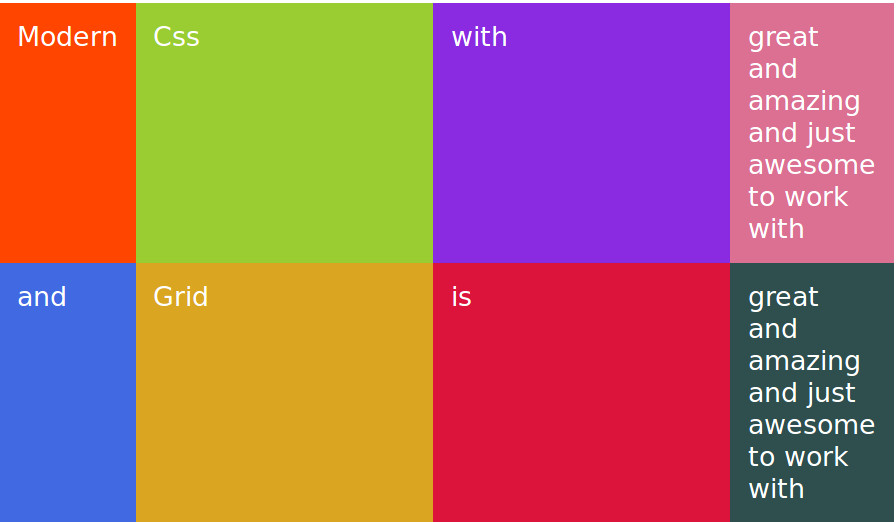 Modern
Css
with
great
and
amazing
and just
awesome
to work
with
and
Grid
is
great
and
amazing
and just
awesome
to work
with